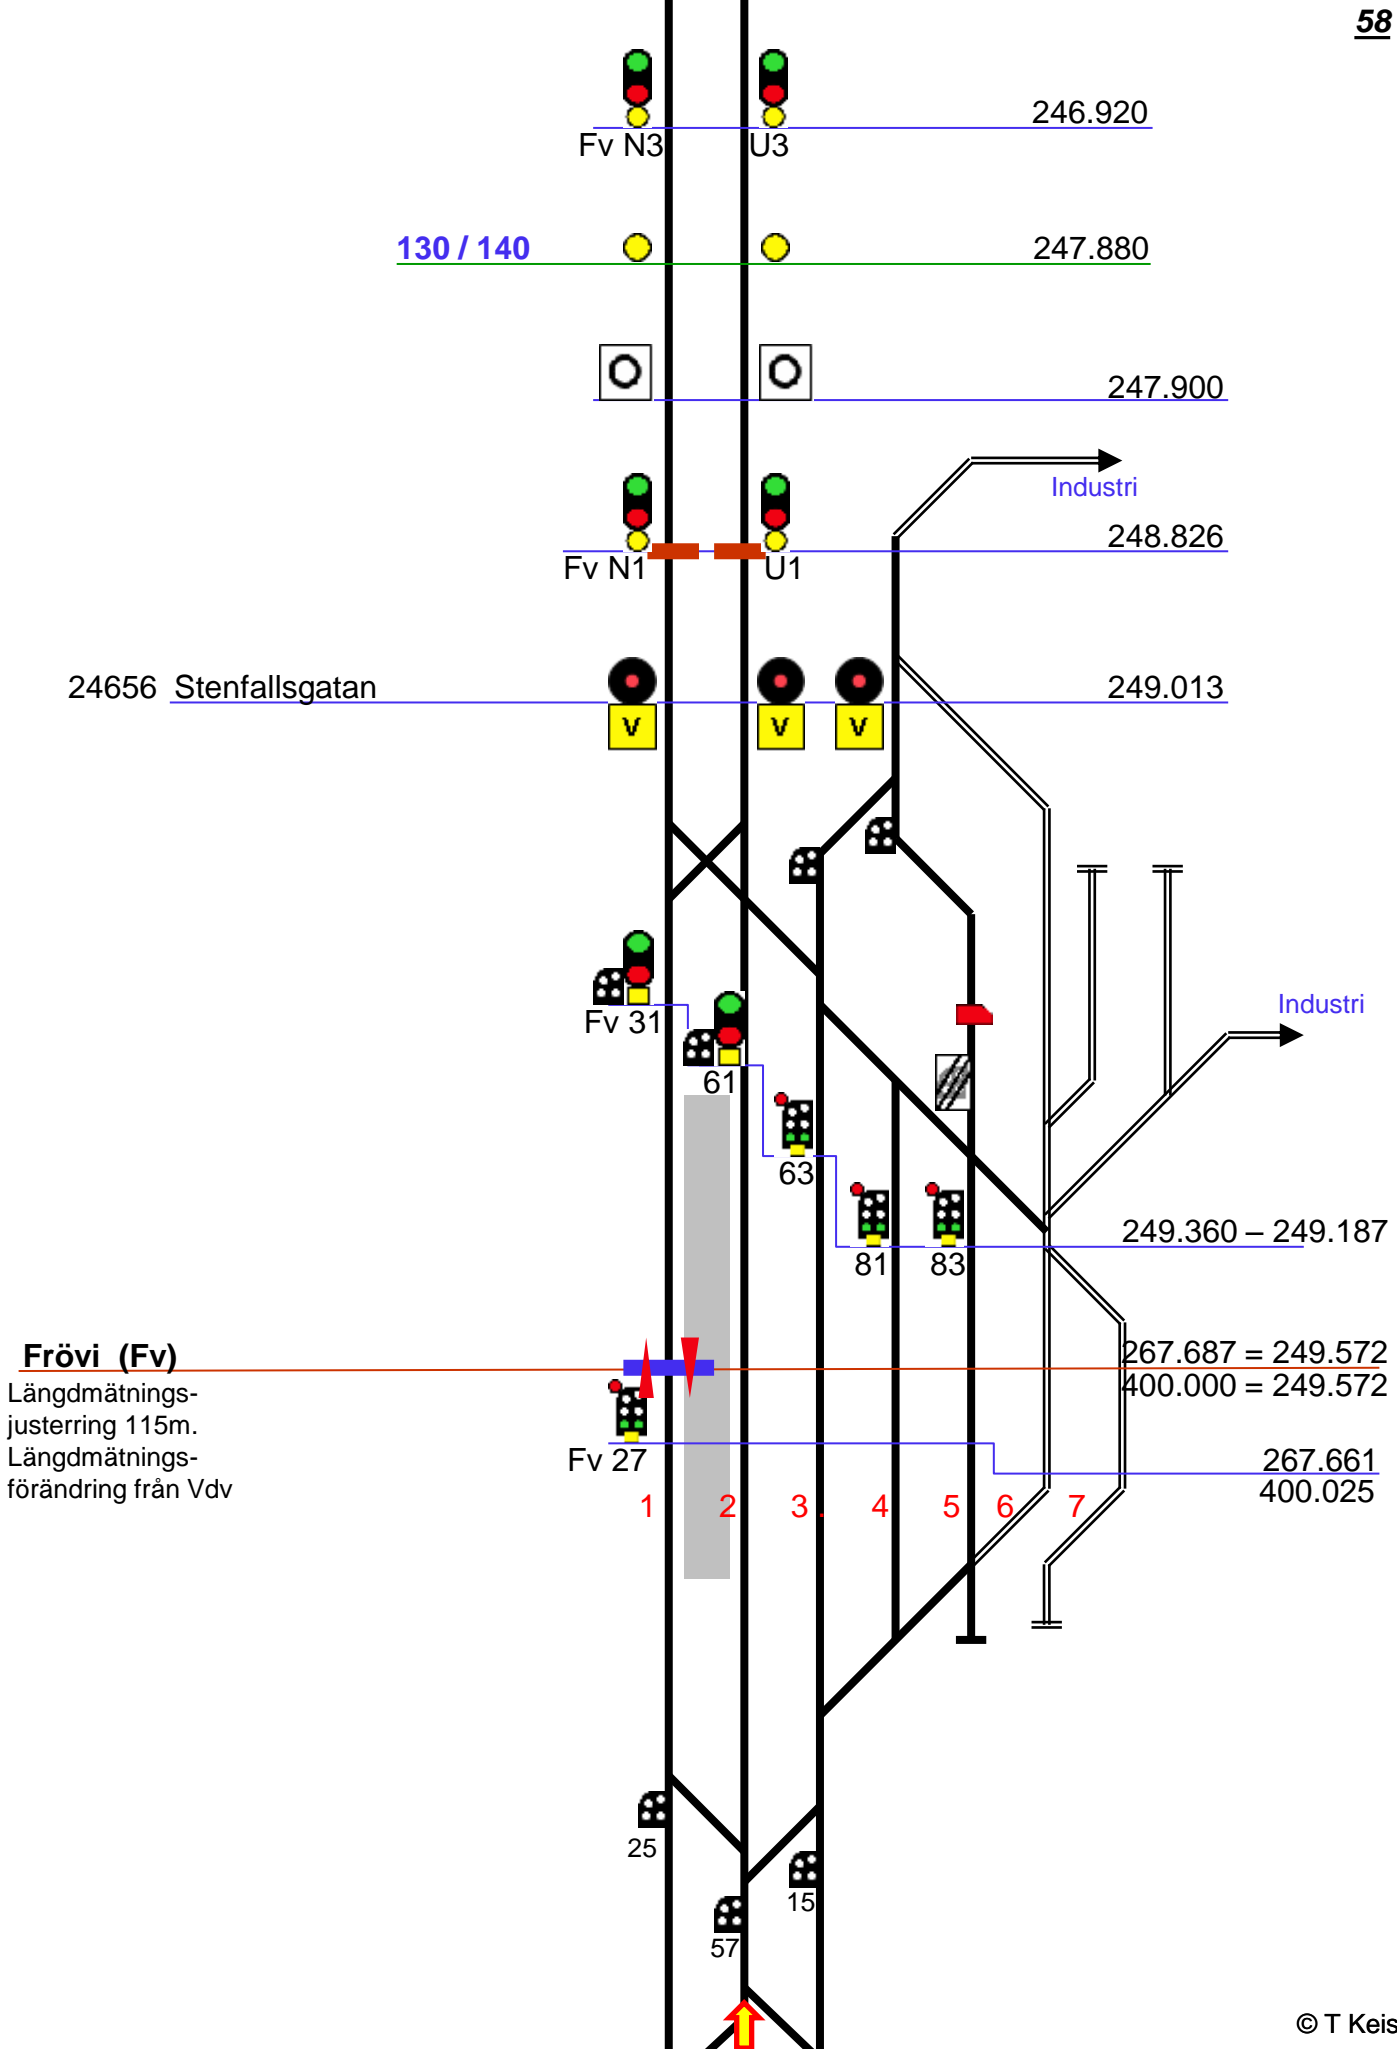 58
246.920
Fv N3 U3
130 / 140 247.880
247.900
Industri
248.826
Fv N1 U1
24656 Stenfallsgatan 249.013
V V V
Industri
Fv 31
61
63
249.360 – 249.187
81 83
Frövi (Fv) 267.687 = 249.572
Längdmätnings- 400.000 = 249.572
justerring 115m.
Längdmätnings-
förändring från Vdv
Fv 27 267.661
400.025
1 2 3. 4 5 6 7
25
15
57
© T Keis